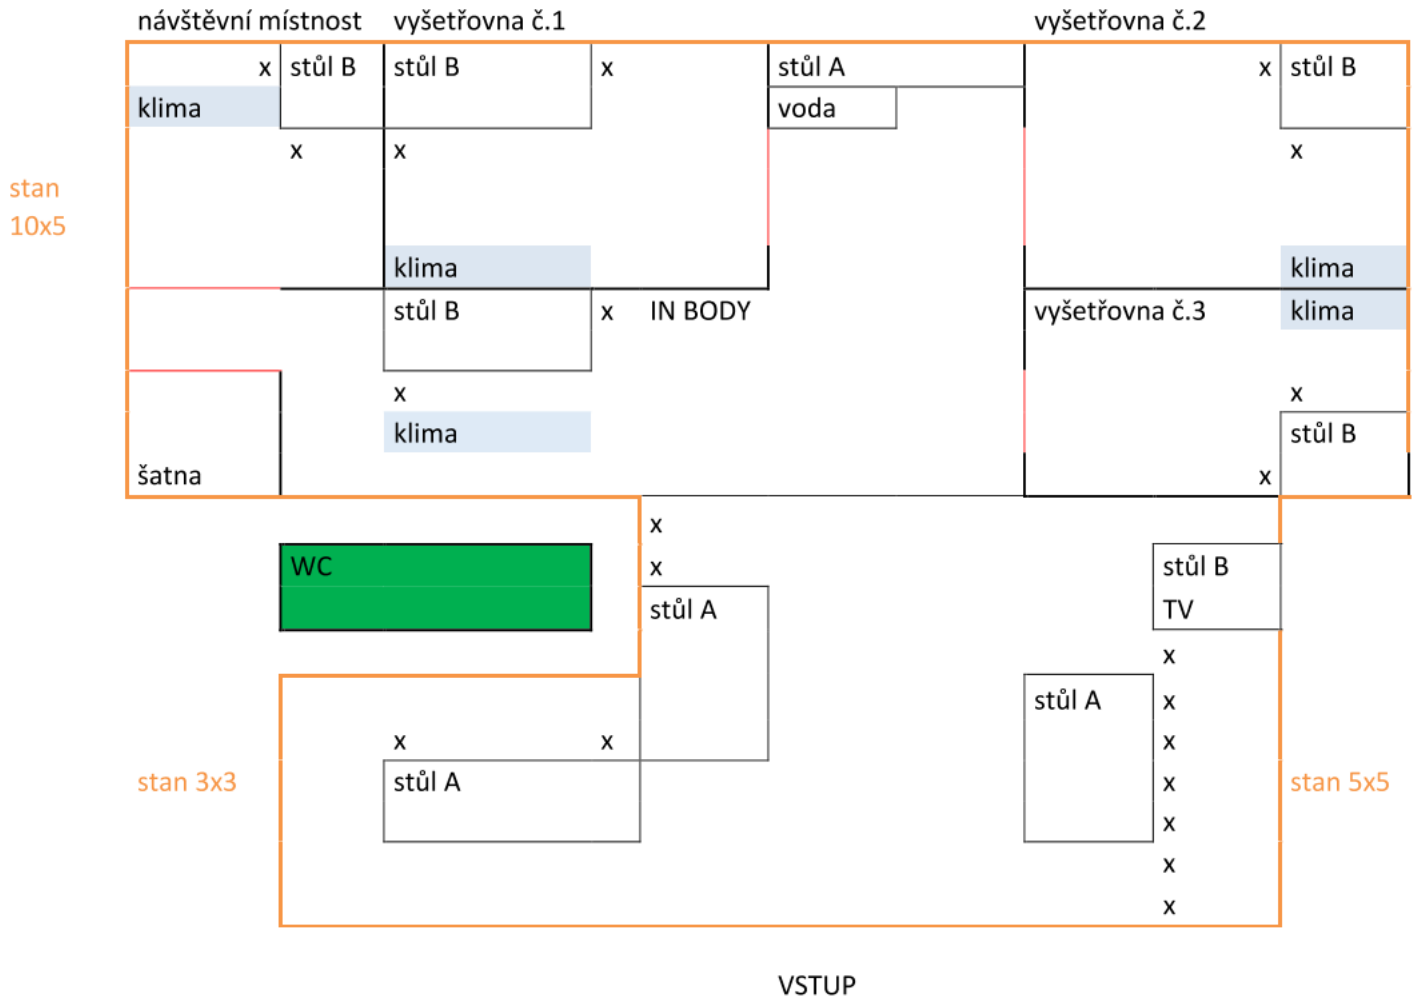 návštěvní místnost vyšetřovna č.1 vyšetřovna č.2
x stůl B stůl B x stůl A x stůl B
klima voda
x x x
stan
10x5
klima klima
stůl B x IN BODY vyšetřovna č.3 klima
x x
klima stůl B
šatna x
x
WC x stůl B
stůl A TV
x
stůl A x
x x x
stan 3x3 stůl A x stan 5x5
x
x
x
VSTUP